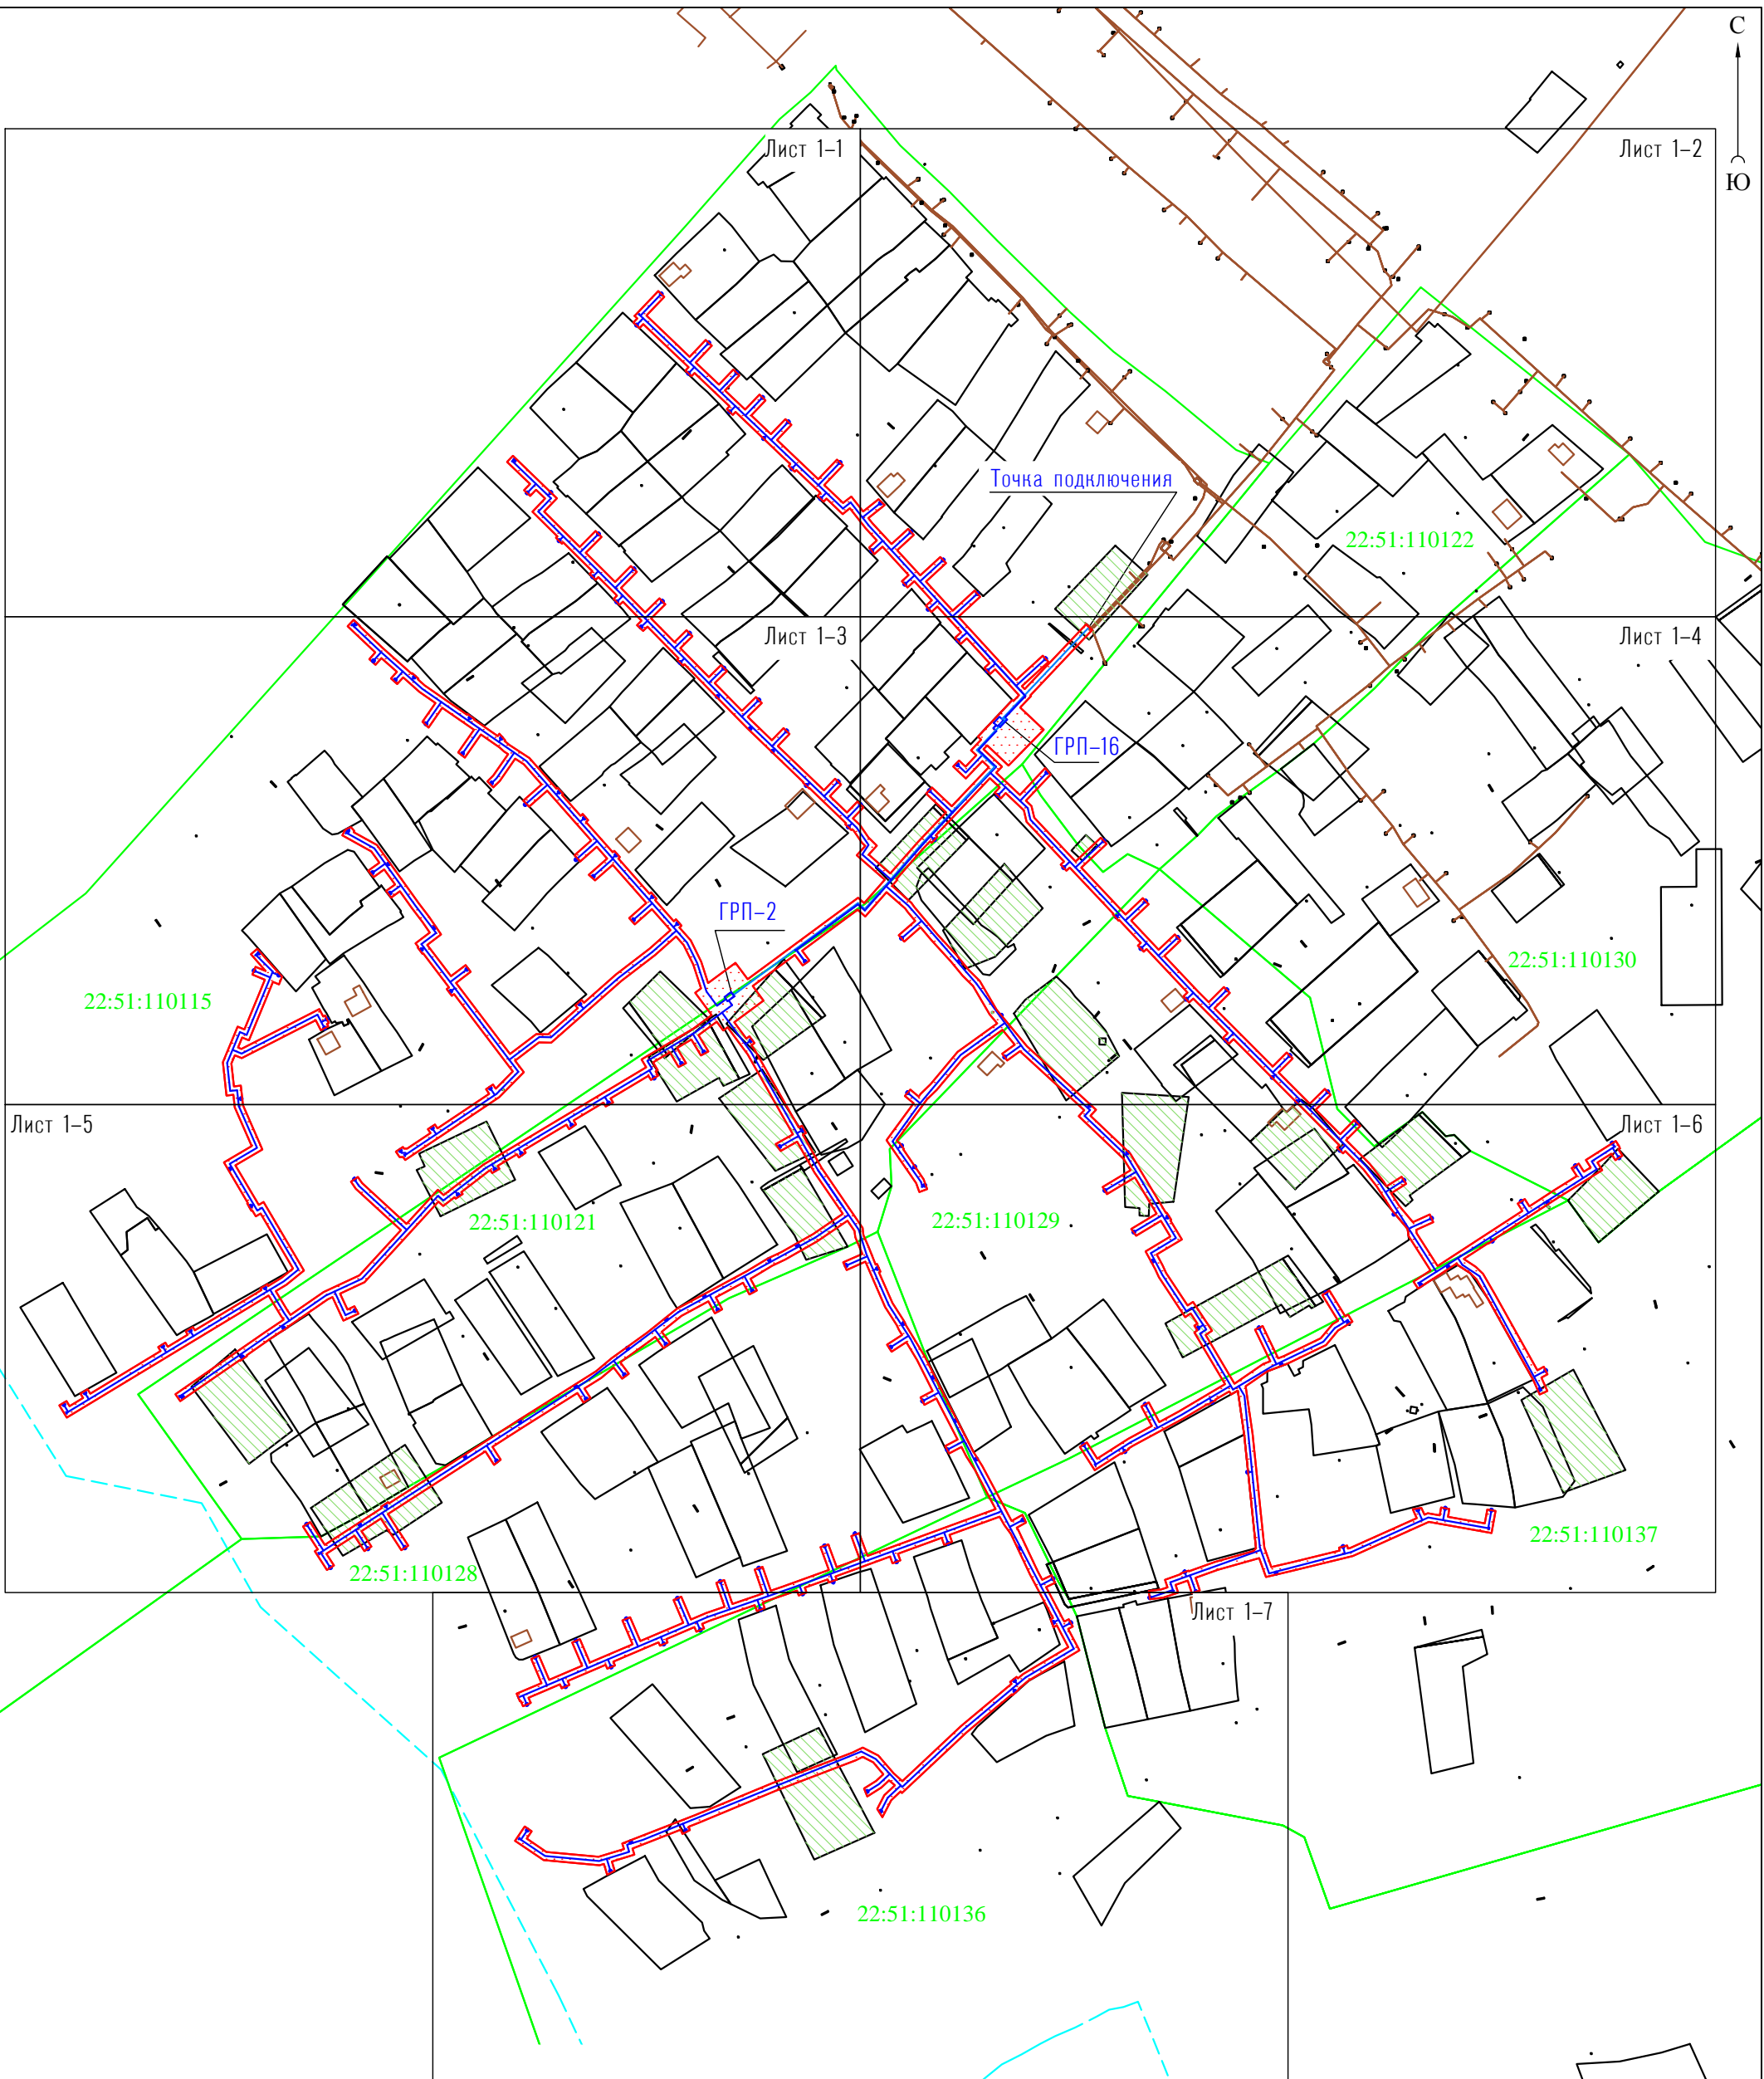 С
Лист 1-1
Лист 1-2
Ю
Точка подключения
22:51:110122
Лист 1-3
Лист 1-4
ГРП-16
ГРП-2
22:51:110130
22:51:110115
Лист 1-5
Лист 1-6
22:51:110121
22:51:110129
22:51:110137
22:51:110128
Лист 1-7
22:51:110136